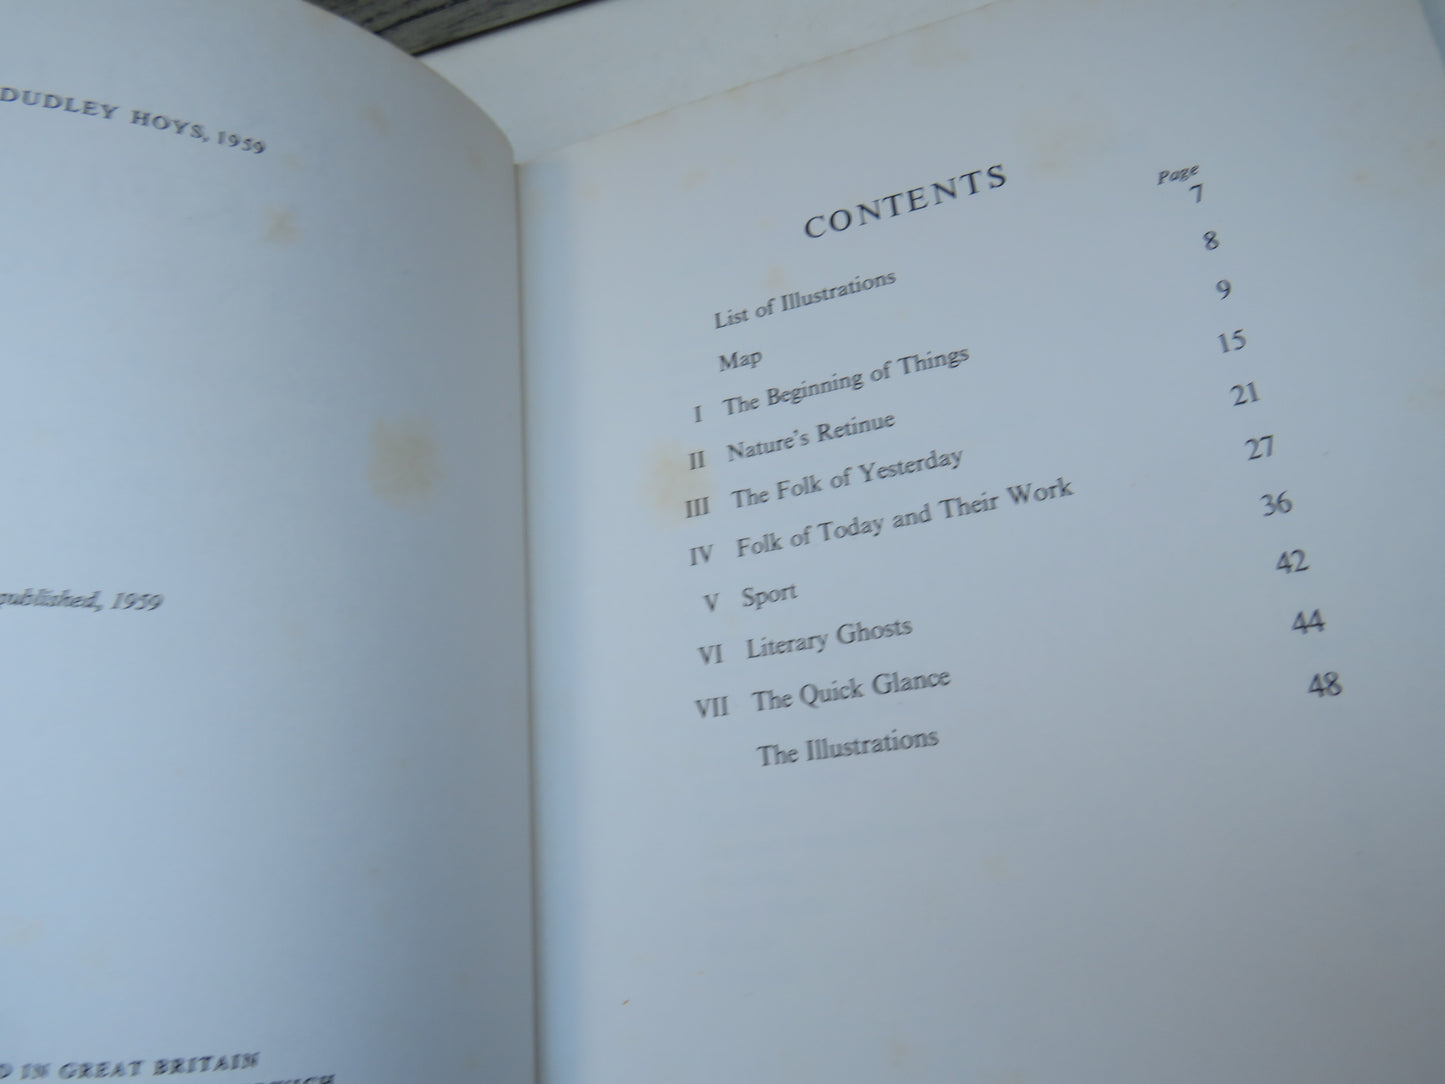 DUDLEY HOYS, 1959
published, 1959
IN GREAT BRITAIN
CONTENTS
Page
List of Illustrations 7
Map 8
I The Beginning of Things 9
II Nature's Retinue 15
III The Folk of Yesterday 21
IV Folk of Today and Their Work 27
V Sport 36
VI Literary Ghosts 42
VII The Quick Glance 44
The Illustrations 48